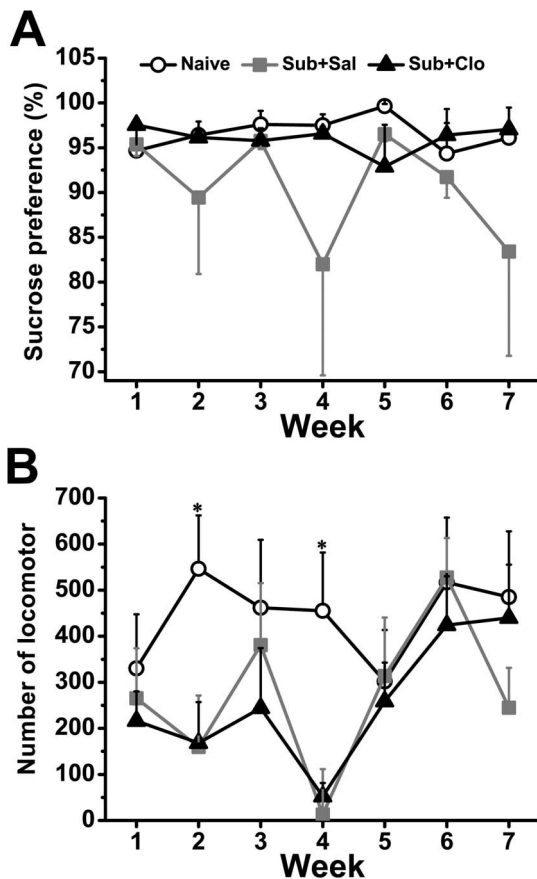 A
Naive Sub+Sal Sub+Clo
Sucrose preference (%)
105
100
95
90
85
80
75
70
1 2 3 4 5 6 7
Week
B
Number of locomotor
700
600
500
400
300
200
100
0
* *
1 2 3 4 5 6 7
Week